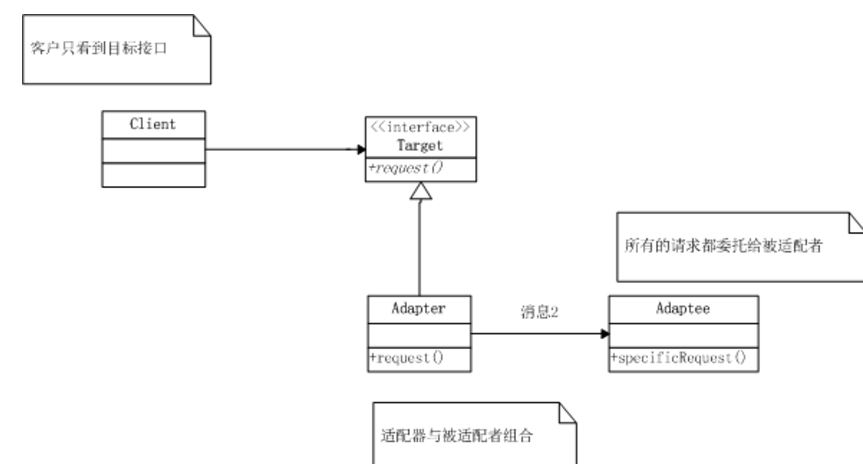 客户只看到目标接口
Client
<<interface>>
Target
+request()
所有的请求都委托给被适配者
Adapter
消息2
Adaptee
+request()
+specificRequest()
适配器与被适配者组合